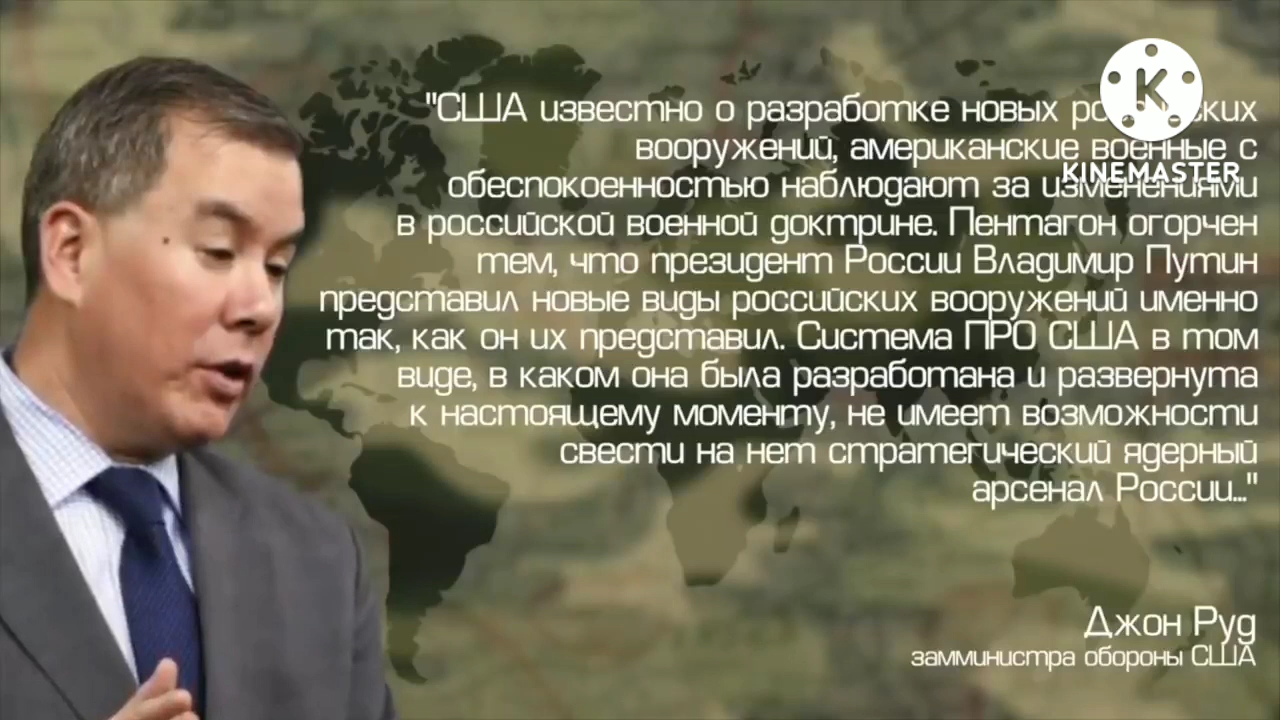 "США известно о разработке новых российских
вооружений, американские военные с
обеспокоенностью наблюдают за изменениями
в российской военной доктрине. Пентагон огорчен
тем, что президент России Владимир Путин
представил новые виды российских вооружений именно
так, как он их представил. Система ПРО США в том
виде, в каком она была разработана и развернута
к настоящему моменту, не имеет возможности
свести на нет стратегический ядерный
арсенал России..."
Джон Руд
замминистра обороны США
K
KINEMASTER